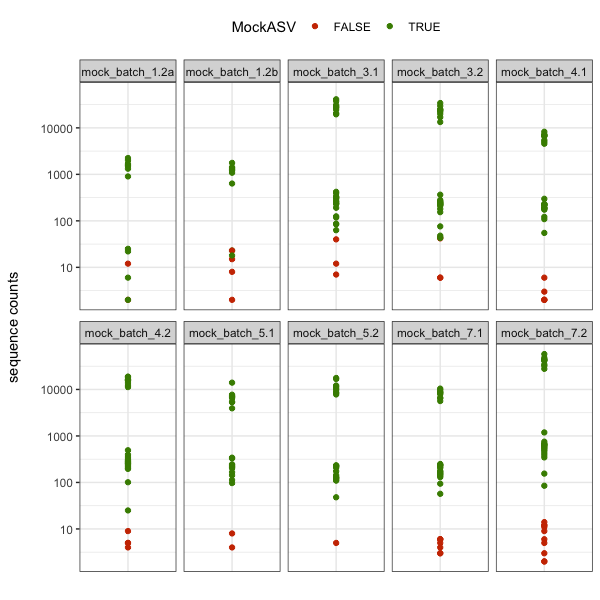 MockASV FALSE TRUE
mock_batch_1.2a mock_batch_1.2b mock_batch_3.1 mock_batch_3.2 mock_batch_4.1
10000
1000
100
10
sequence counts
mock_batch_4.2 mock_batch_5.1 mock_batch_5.2 mock_batch_7.1 mock_batch_7.2
10000
1000
100
10